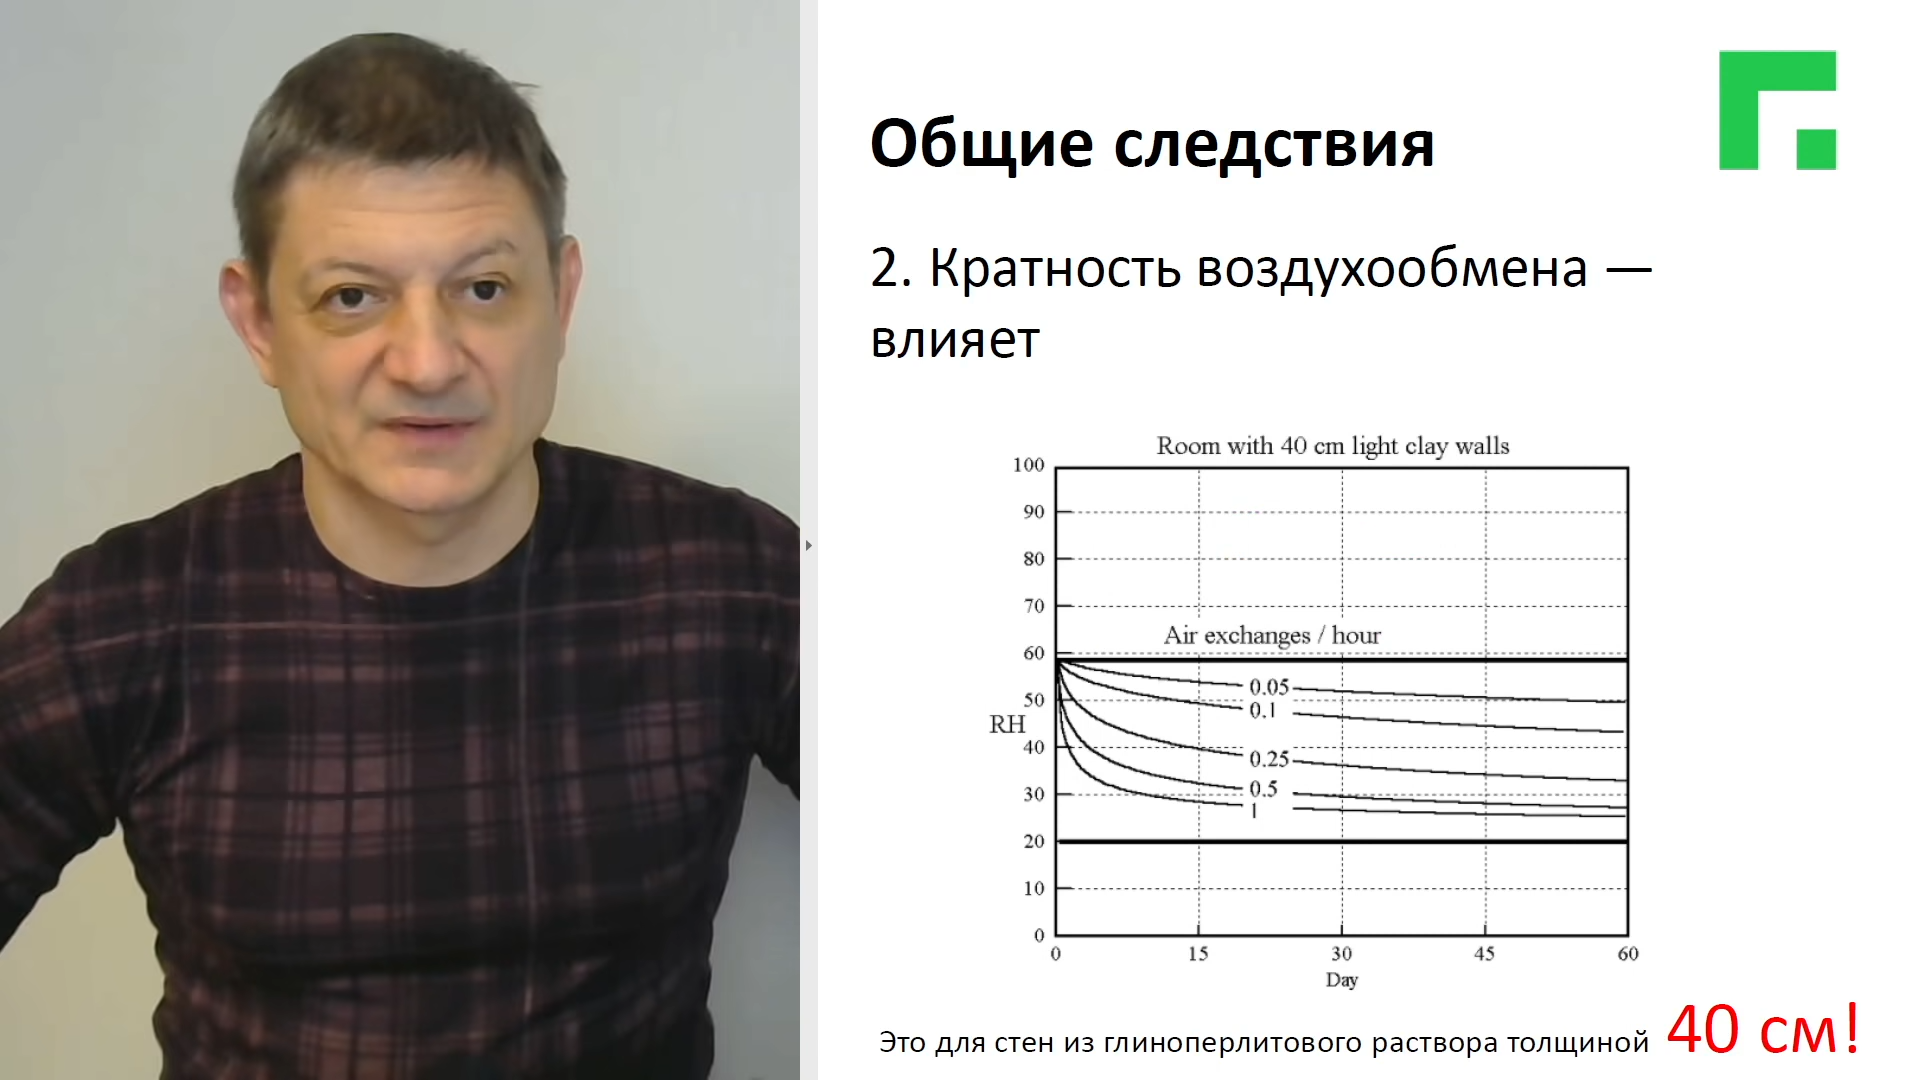 Общие следствия
2. Кратность воздухообмена —
влияет
Room with 40 cm light clay walls
100
90
80
70
60
50
40
30
20
10
0
RH
Air exchanges / hour
0.05
0.1
0.25
0.5
1
0 15 30 45 60
Day
Это для стен из глиноперлитового раствора толщиной 40 см!